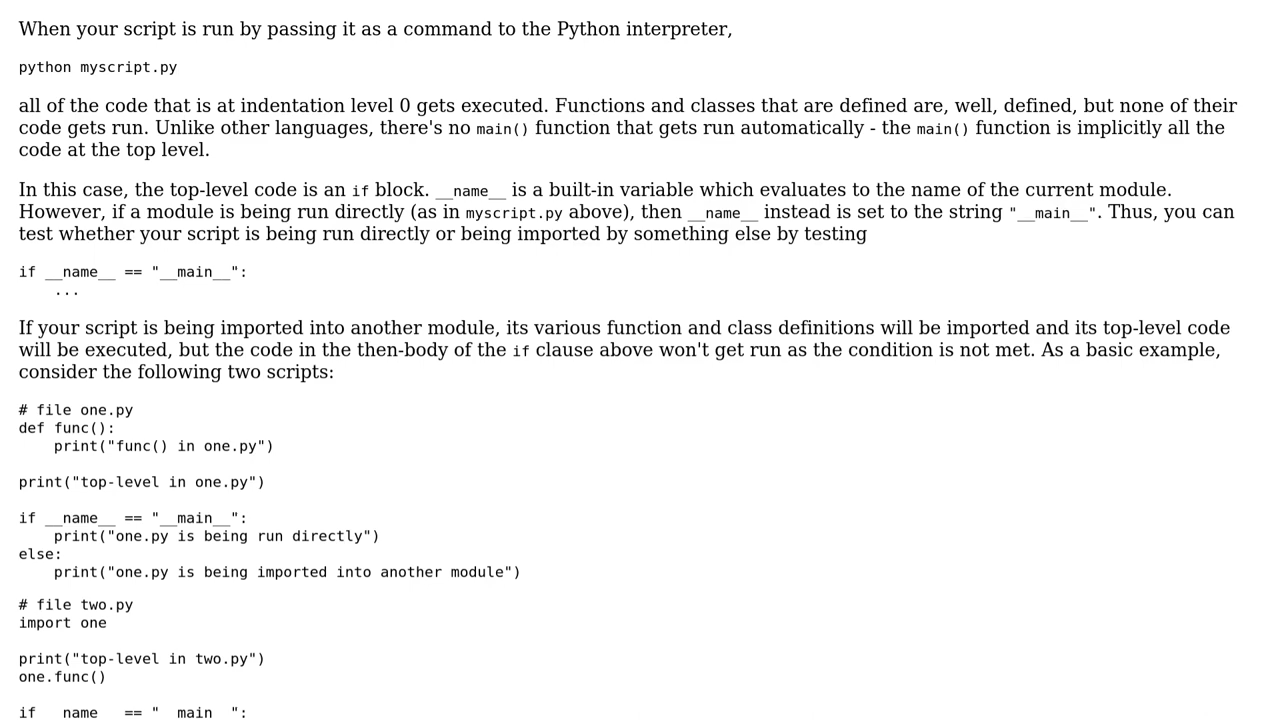 When your script is run by passing it as a command to the Python interpreter,
python myscript.py
all of the code that is at indentation level 0 gets executed. Functions and classes that are defined are, well, defined, but none of their
code gets run. Unlike other languages, there's no main() function that gets run automatically - the main() function is implicitly all the
code at the top level.
In this case, the top-level code is an if block. __name__ is a built-in variable which evaluates to the name of the current module.
However, if a module is being run directly (as in myscript.py above), then __name__ instead is set to the string "__main__". Thus, you can
test whether your script is being run directly or being imported by something else by testing
if __name__ == "__main__":
    ...
If your script is being imported into another module, its various function and class definitions will be imported and its top-level code
will be executed, but the code in the then-body of the if clause above won't get run as the condition is not met. As a basic example,
consider the following two scripts:
# file one.py
def func():
    print("func() in one.py")
print("top-level in one.py")
if __name__ == "__main__":
    print("one.py is being run directly")
else:
    print("one.py is being imported into another module")
# file two.py
import one
print("top-level in two.py")
one.func()
if __name__ == "__main__":